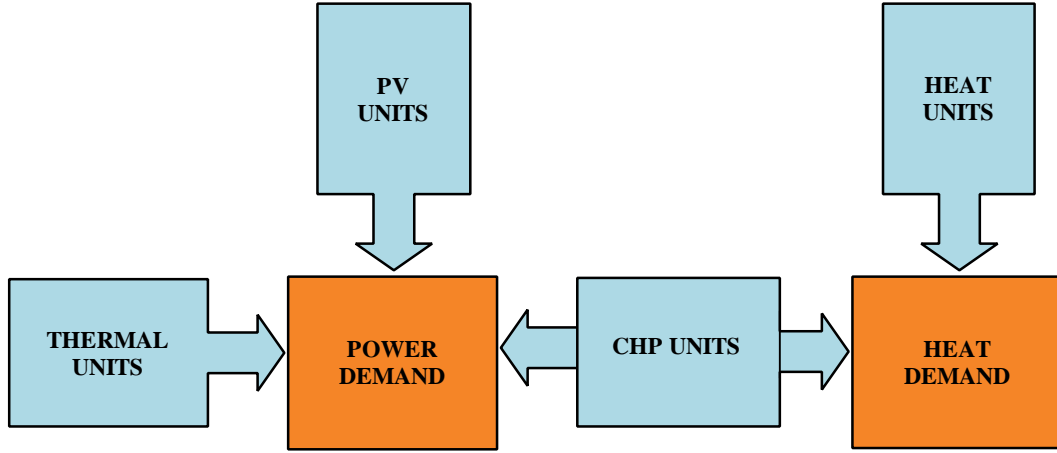 PV
UNITS
HEAT
UNITS
THERMAL
UNITS
POWER
DEMAND
CHP UNITS
HEAT
DEMAND